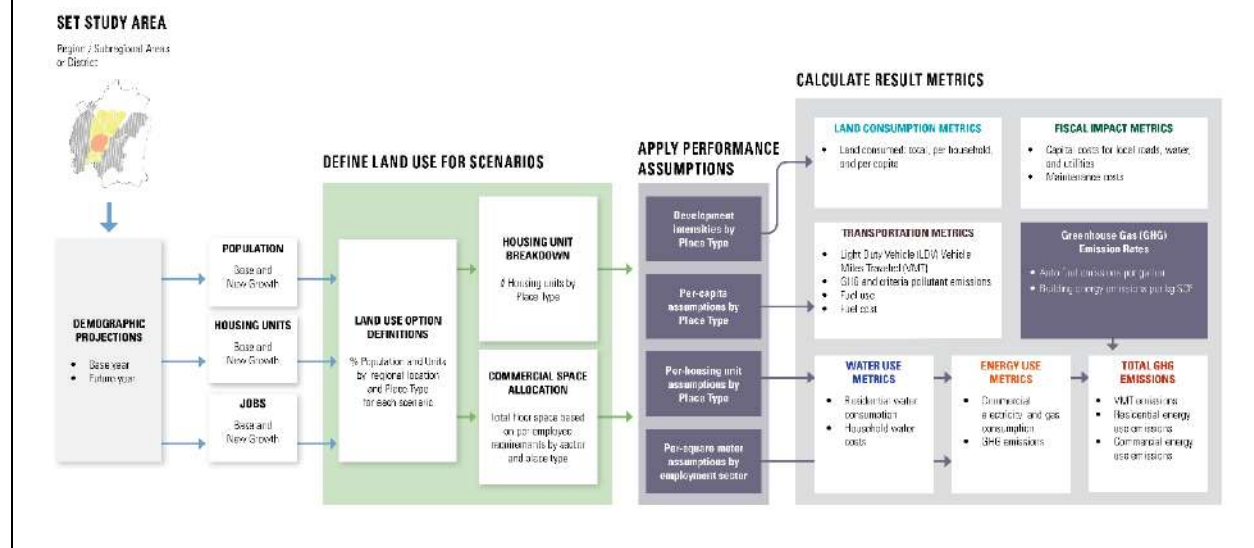 SET STUDY AREA
Region / Subregional Areas
or District
DEMOGRAPHIC
PROJECTIONS
• Base year
• Future year
POPULATION
Base and
New Growth
HOUSING UNITS
Base and
New Growth
JOBS
Base and
New Growth
DEFINE LAND USE FOR SCENARIOS
LAND USE OPTION
DEFINITIONS
% Population and Units
by regional location
and Place Type
for each scenario
HOUSING UNIT
BREAKDOWN
# Housing units by
Place Type
COMMERCIAL SPACE
ALLOCATION
Total floor space based
on per employee
requirements by sector
and place type
APPLY PERFORMANCE
ASSUMPTIONS
Development
intensities by
Place Type
Per-capita
assumptions by
Place Type
Per-housing unit
assumptions by
Place Type
Per-square meter
assumptions by
employment sector
CALCULATE RESULT METRICS
LAND CONSUMPTION METRICS
• Land consumed: total, per household,
and per capita
FISCAL IMPACT METRICS
• Capital costs for local roads, water,
and utilities
• Maintenance costs
TRANSPORTATION METRICS
• Light Duty Vehicle (LDV) Vehicle
Miles Traveled (VMT)
• GHG and criteria pollutant emissions
• Fuel use
• Fuel cost
Greenhouse Gas (GHG)
Emission Rates
• Auto fuel emissions per gallon
• Building energy emissions per kg
WATER USE
METRICS
• Residential water
consumption
• Household water
costs
ENERGY USE
METRICS
• Commercial
electricity and gas
consumption
• GHG emissions
TOTAL GHG
EMISSIONS
• VMT emissions
• Residential energy
use emissions
• Commercial energy
use emissions